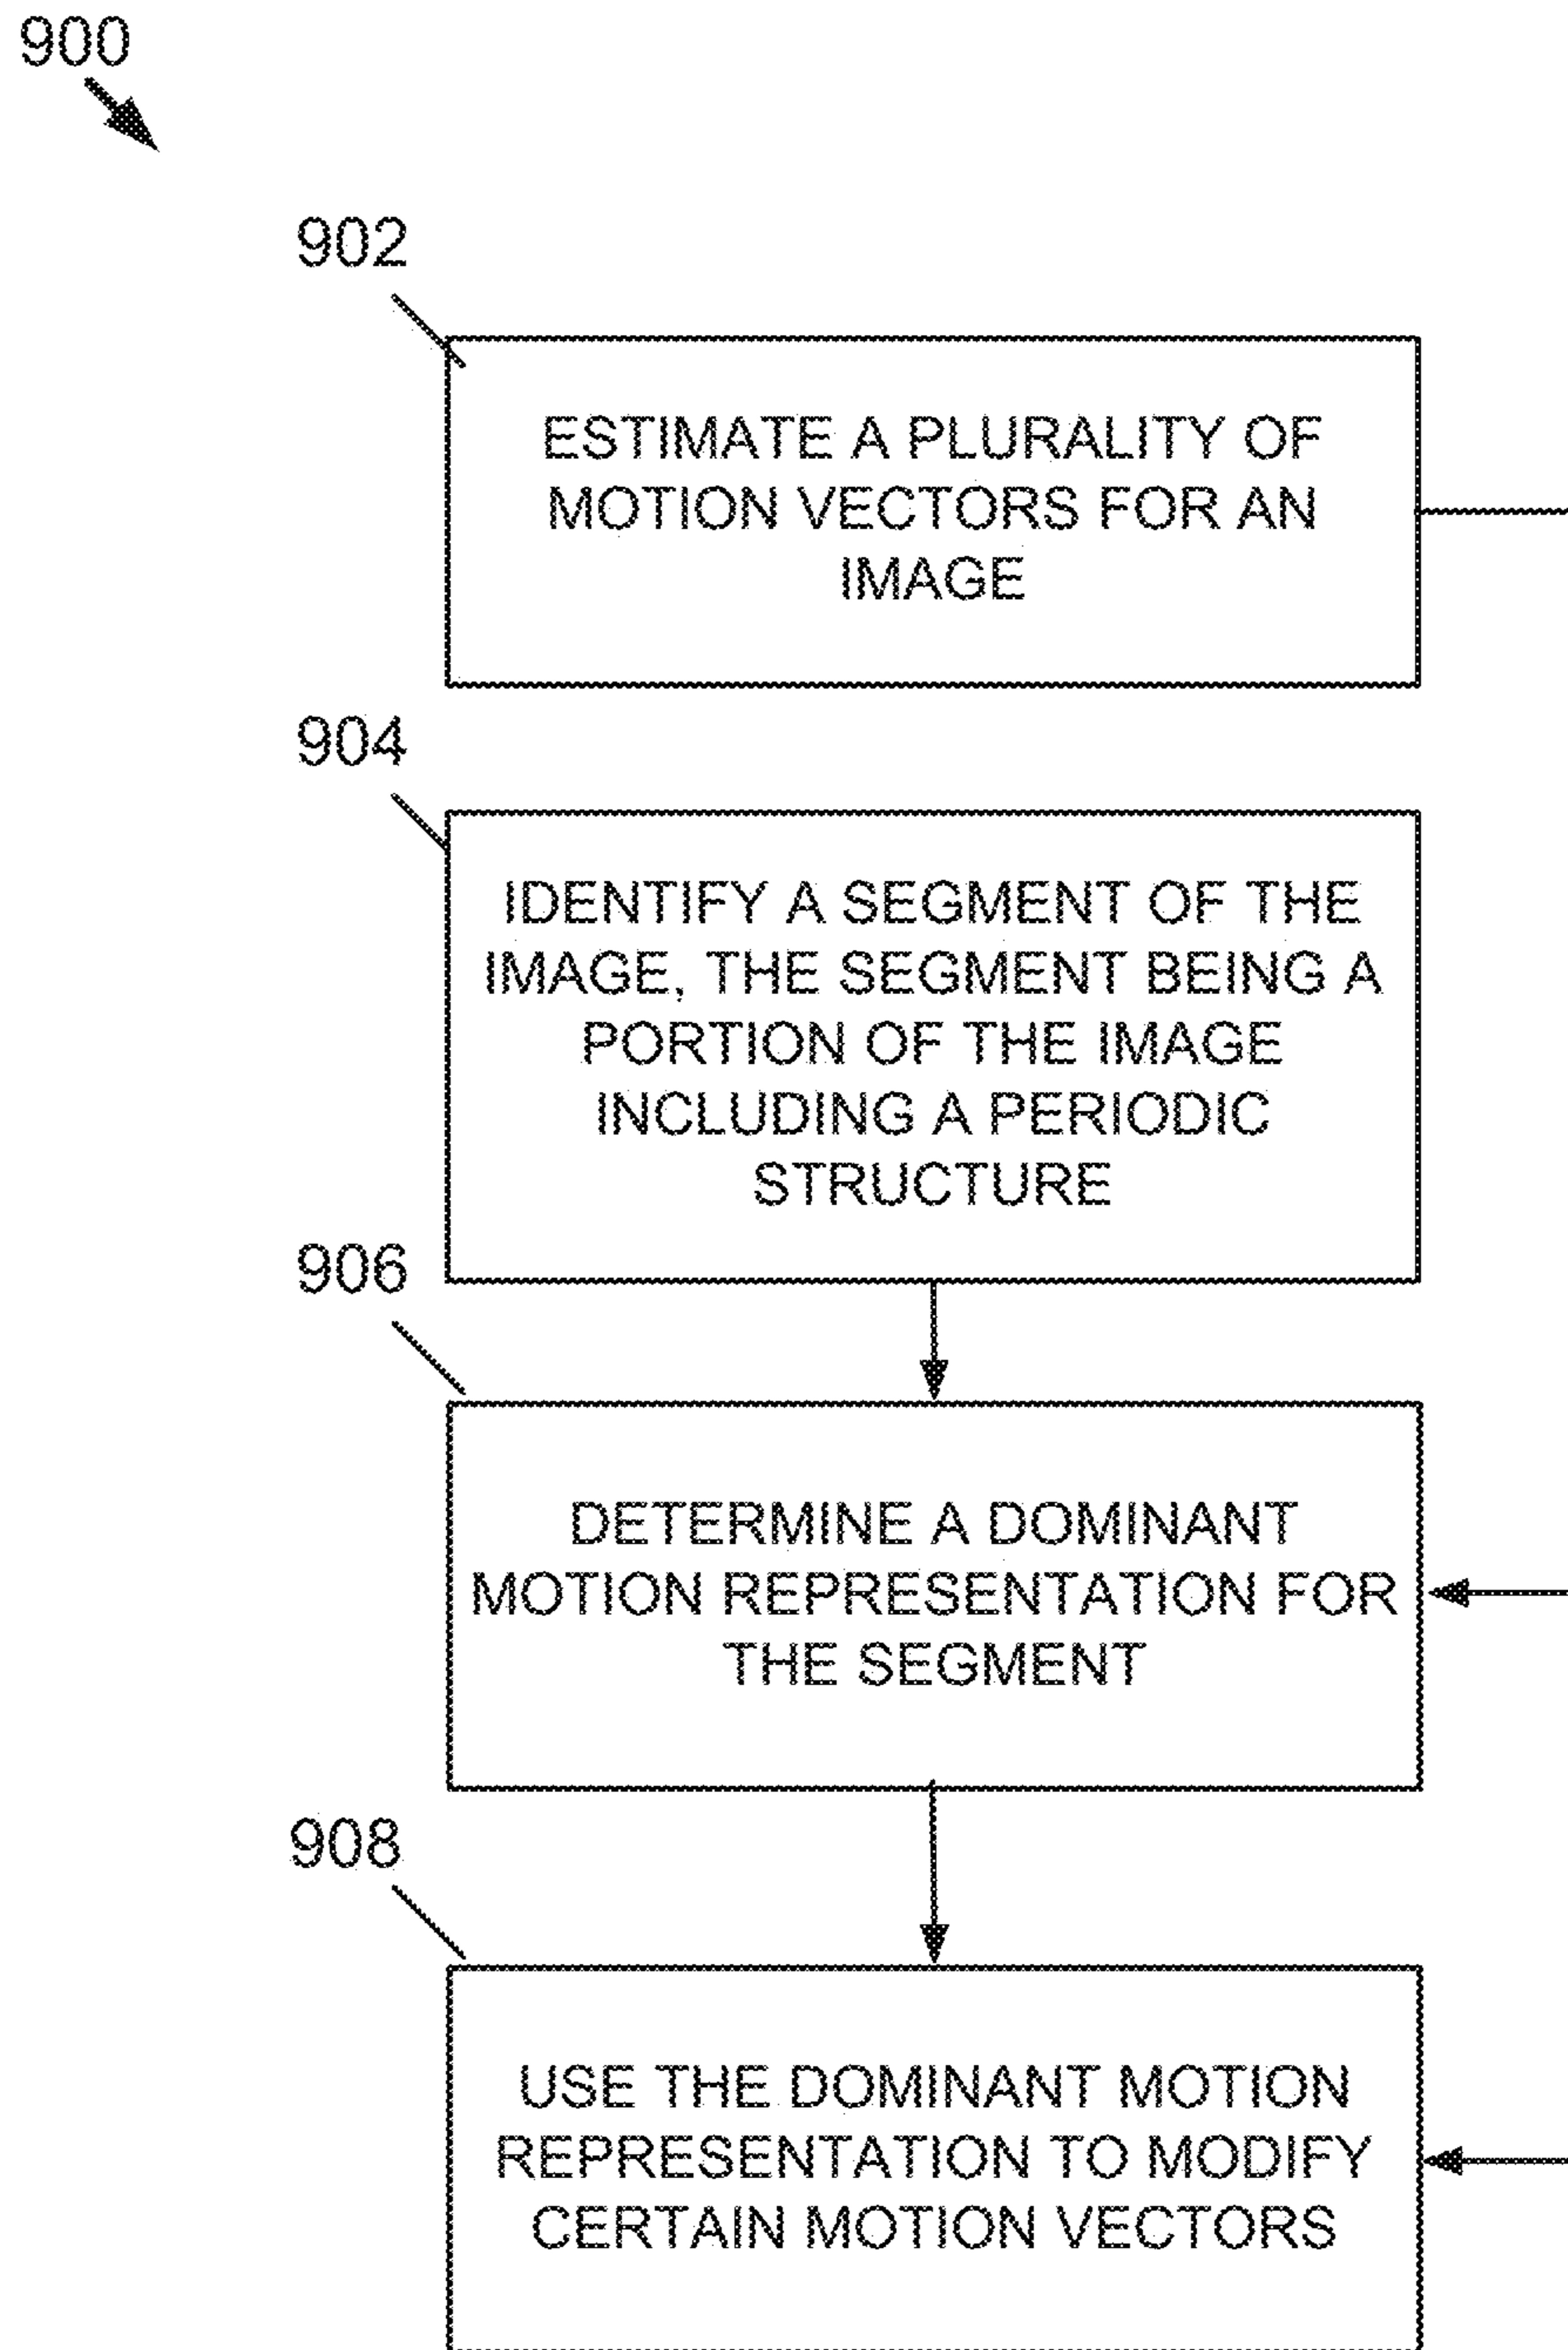 900
902
ESTIMATE A PLURALITY OF
MOTION VECTORS FOR AN
IMAGE
904
IDENTIFY A SEGMENT OF THE
IMAGE, THE SEGMENT BEING A
PORTION OF THE IMAGE
INCLUDING A PERIODIC
STRUCTURE
906
DETERMINE A DOMINANT
MOTION REPRESENTATION FOR
THE SEGMENT
908
USE THE DOMINANT MOTION
REPRESENTATION TO MODIFY
CERTAIN MOTION VECTORS